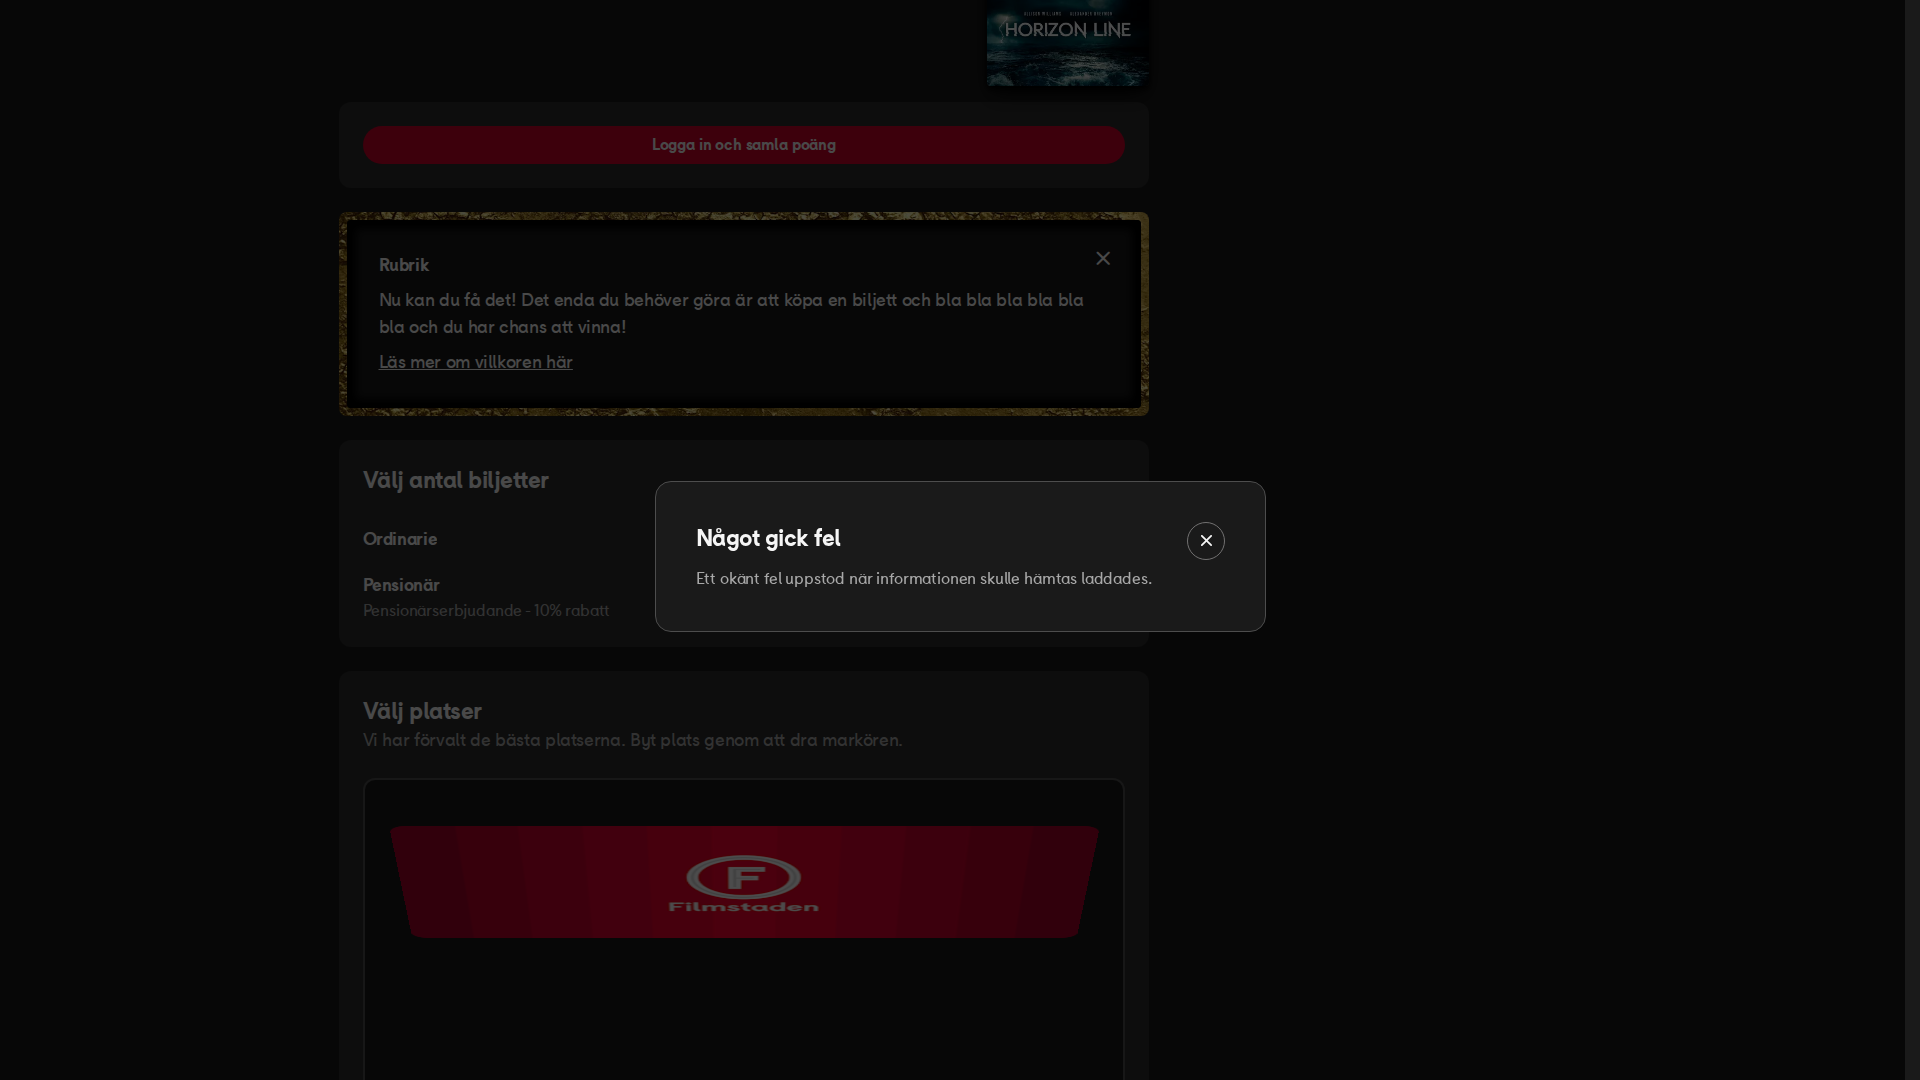 ALLISON WILLIAMS ALEXANDER DREYMON
HORIZON LINE
Logga in och samla poäng
Rubrik
Nu kan du få det! Det enda du behöver göra är att köpa en biljett och bla bla bla bla bla
bla och du har chans att vinna!
Läs mer om villkoren här
Välj antal biljetter
Ordinarie
Pensionär
Pensionärserbjudande - 10% rabatt
Något gick fel
Ett okänt fel uppstod när informationen skulle hämtas laddades.
Välj platser
Vi har förvalt de bästa platserna. Byt plats genom att dra markören.
F
Filmstaden